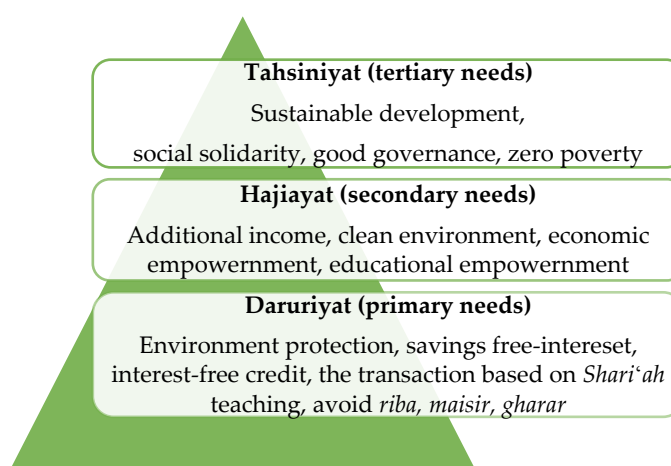 Tahsiniyat (tertiary needs)
Sustainable development,
social solidarity, good governance, zero poverty
Hajiayat (secondary needs)
Additional income, clean environment, economic
empowernment, educational empowernment
Daruriyat (primary needs)
Environment protection, savings free-intereset,
interest-free credit, the transaction based on Shari‘ah
teaching, avoid riba, maisir, gharar